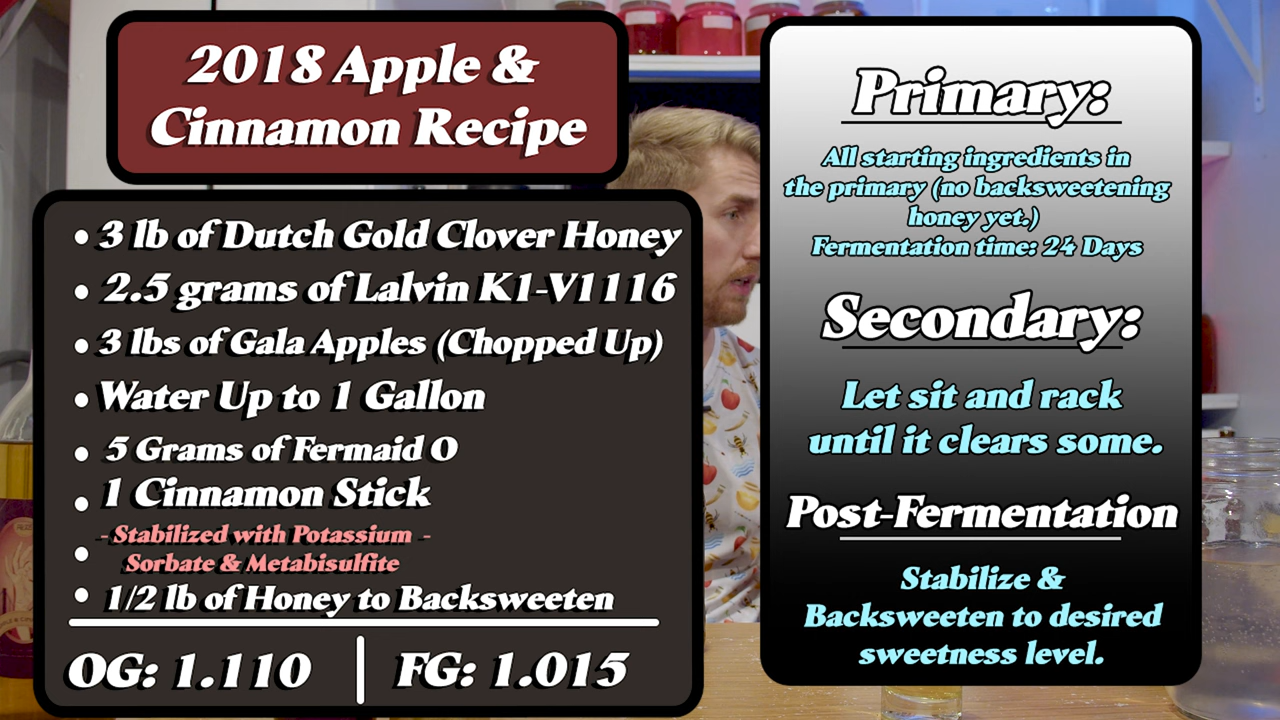 2018 Apple &
Cinnamon Recipe
• 3 lb of Dutch Gold Clover Honey
• 2.5 grams of Lalvin K1-V1116
• 3 lbs of Gala Apples (Chopped Up)
• Water Up to 1 Gallon
• 5 Grams of Fermaid O
• 1 Cinnamon Stick
• - Stabilized with Potassium -
Sorbate & Metabisulfite
• 1/2 lb of Honey to Backsweeten
OG: 1.110 | FG: 1.015
Primary:
All starting ingredients in
the primary (no backsweetening
honey yet.)
Fermentation time: 24 Days
Secondary:
Let sit and rack
until it clears some.
Post-Fermentation
Stabilize &
Backsweeten to desired
sweetness level.